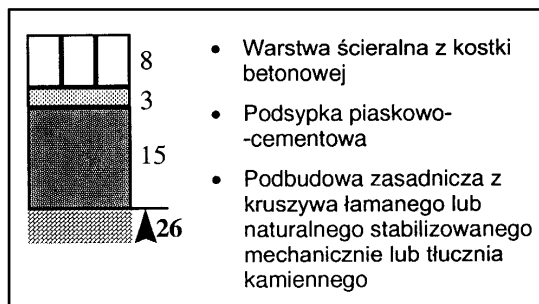 8
3
15
26
• Warstwa ścieralna z kostki
betonowej
• Podsypka piaskowo-
-cementowa
• Podbudowa zasadnicza z
kruszywa łamanego lub
naturalnego stabilizowanego
mechanicznie lub tłucznia
kamiennego